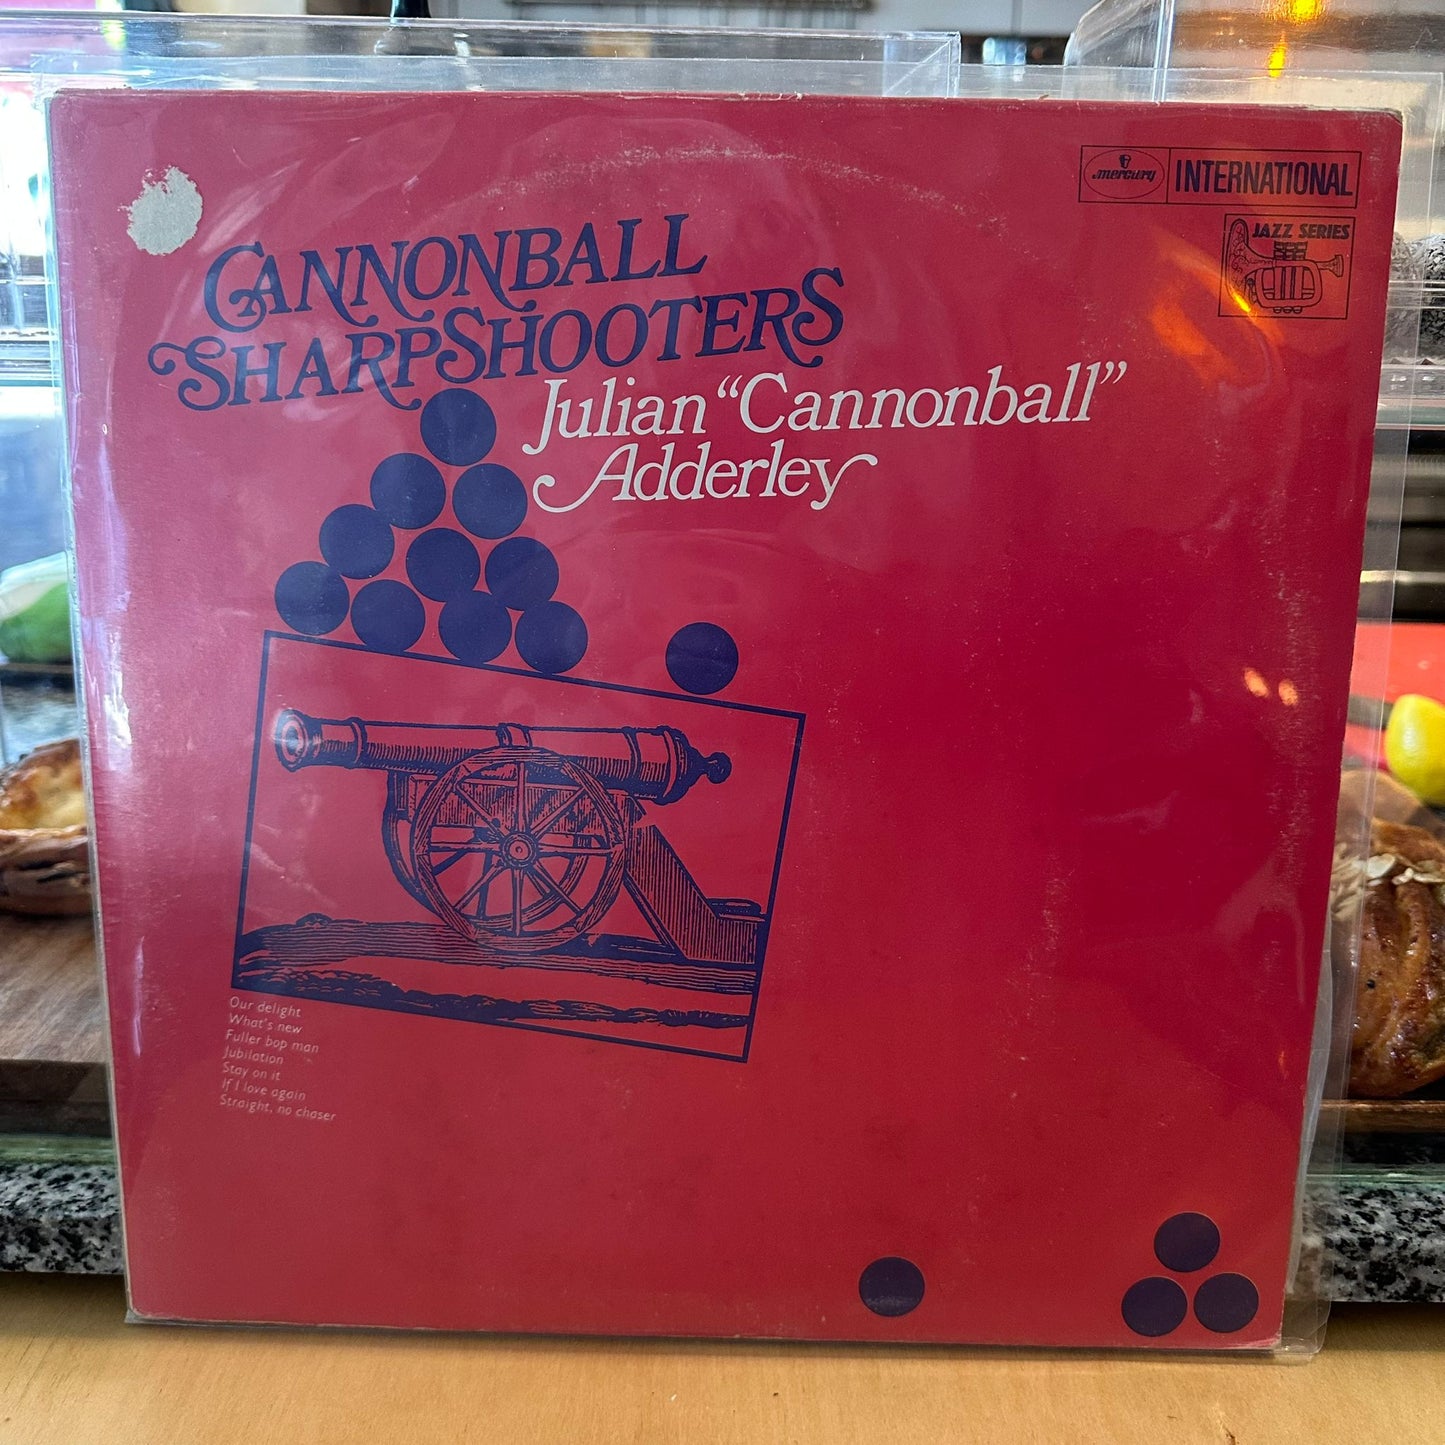 mercury
INTERNATIONAL
JAZZ SERIES
CANNONBALL
SHARPSHOOTERS
Julian “Cannonball”
Adderley
Our delight
What's new
Fuller bop man
Jubilation
Stay on it
If I love again
Straight, no chaser